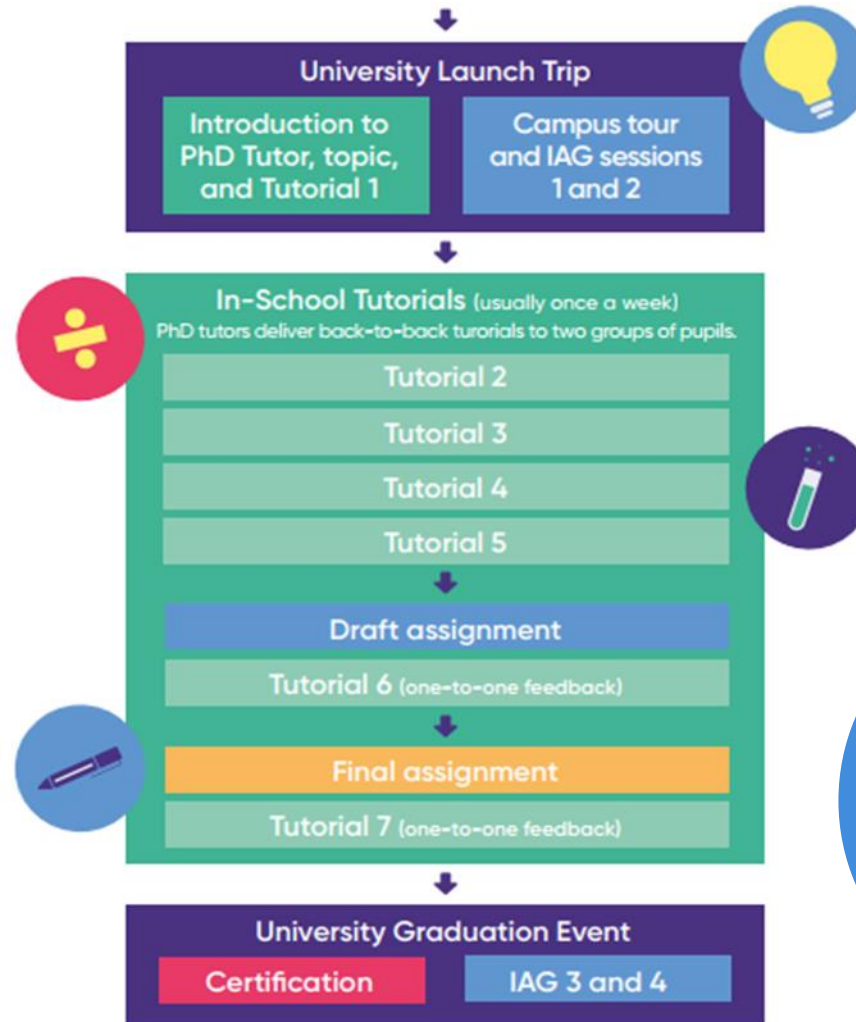 University Launch Trip
Introduction to
PhD Tutor, topic,
and Tutorial 1
Campus tour
and IAG sessions
1 and 2
In-School Tutorials (usually once a week)
PhD tutors deliver back-to-back turorials to two groups of pupils.
Tutorial 2
Tutorial 3
Tutorial 4
Tutorial 5
Draft assignment
Tutorial 6 (one-to-one feedback)
Final assignment
Tutorial 7 (one-to-one feedback)
University Graduation Event
Certification
IAG 3 and 4